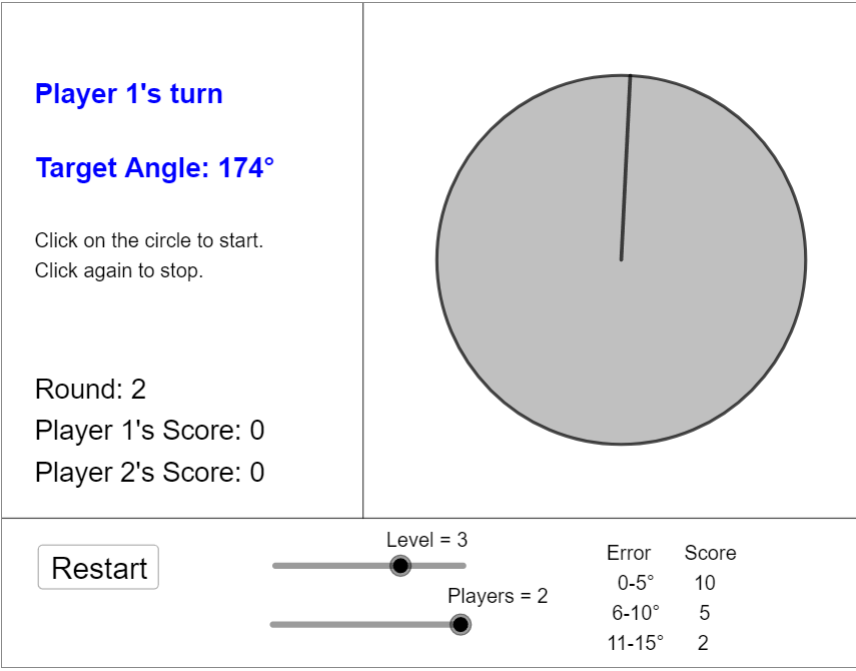 Player 1's turn
Target Angle: 174°
Click on the circle to start.
Click again to stop.
Round: 2
Player 1's Score: 0
Player 2's Score: 0
Restart
Level = 3
Players = 2
Error Score
0-5° 10
6-10° 5
11-15° 2